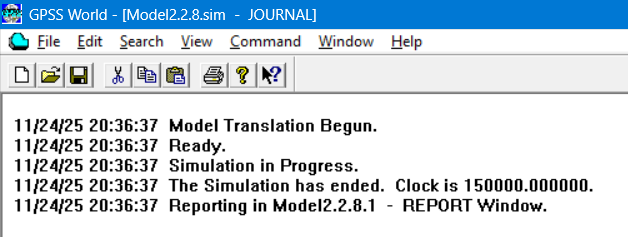 GPSS World - [Model2.2.8.sim - JOURNAL]
File Edit Search View Command Window Help
11/24/25 20:36:37 Model Translation Begun.
11/24/25 20:36:37 Ready.
11/24/25 20:36:37 Simulation in Progress.
11/24/25 20:36:37 The Simulation has ended. Clock is 150000.000000.
11/24/25 20:36:37 Reporting in Model2.2.8.1 - REPORT Window.